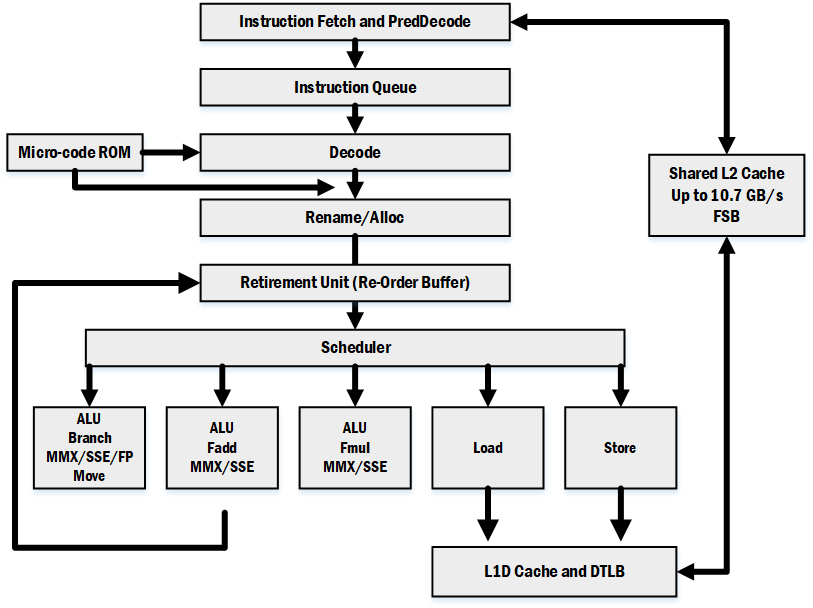 Instruction Fetch and PredDecode
Instruction Queue
Micro-code ROM
Decode
Shared L2 Cache
Up to 10.7 GB/s
FSB
Rename/Alloc
Retirement Unit (Re-Order Buffer)
Scheduler
ALU
Branch
MMX/SSE/FP
Move
ALU
Fadd
MMX/SSE
ALU
Fmul
MMX/SSE
Load
Store
L1D Cache and DTLB